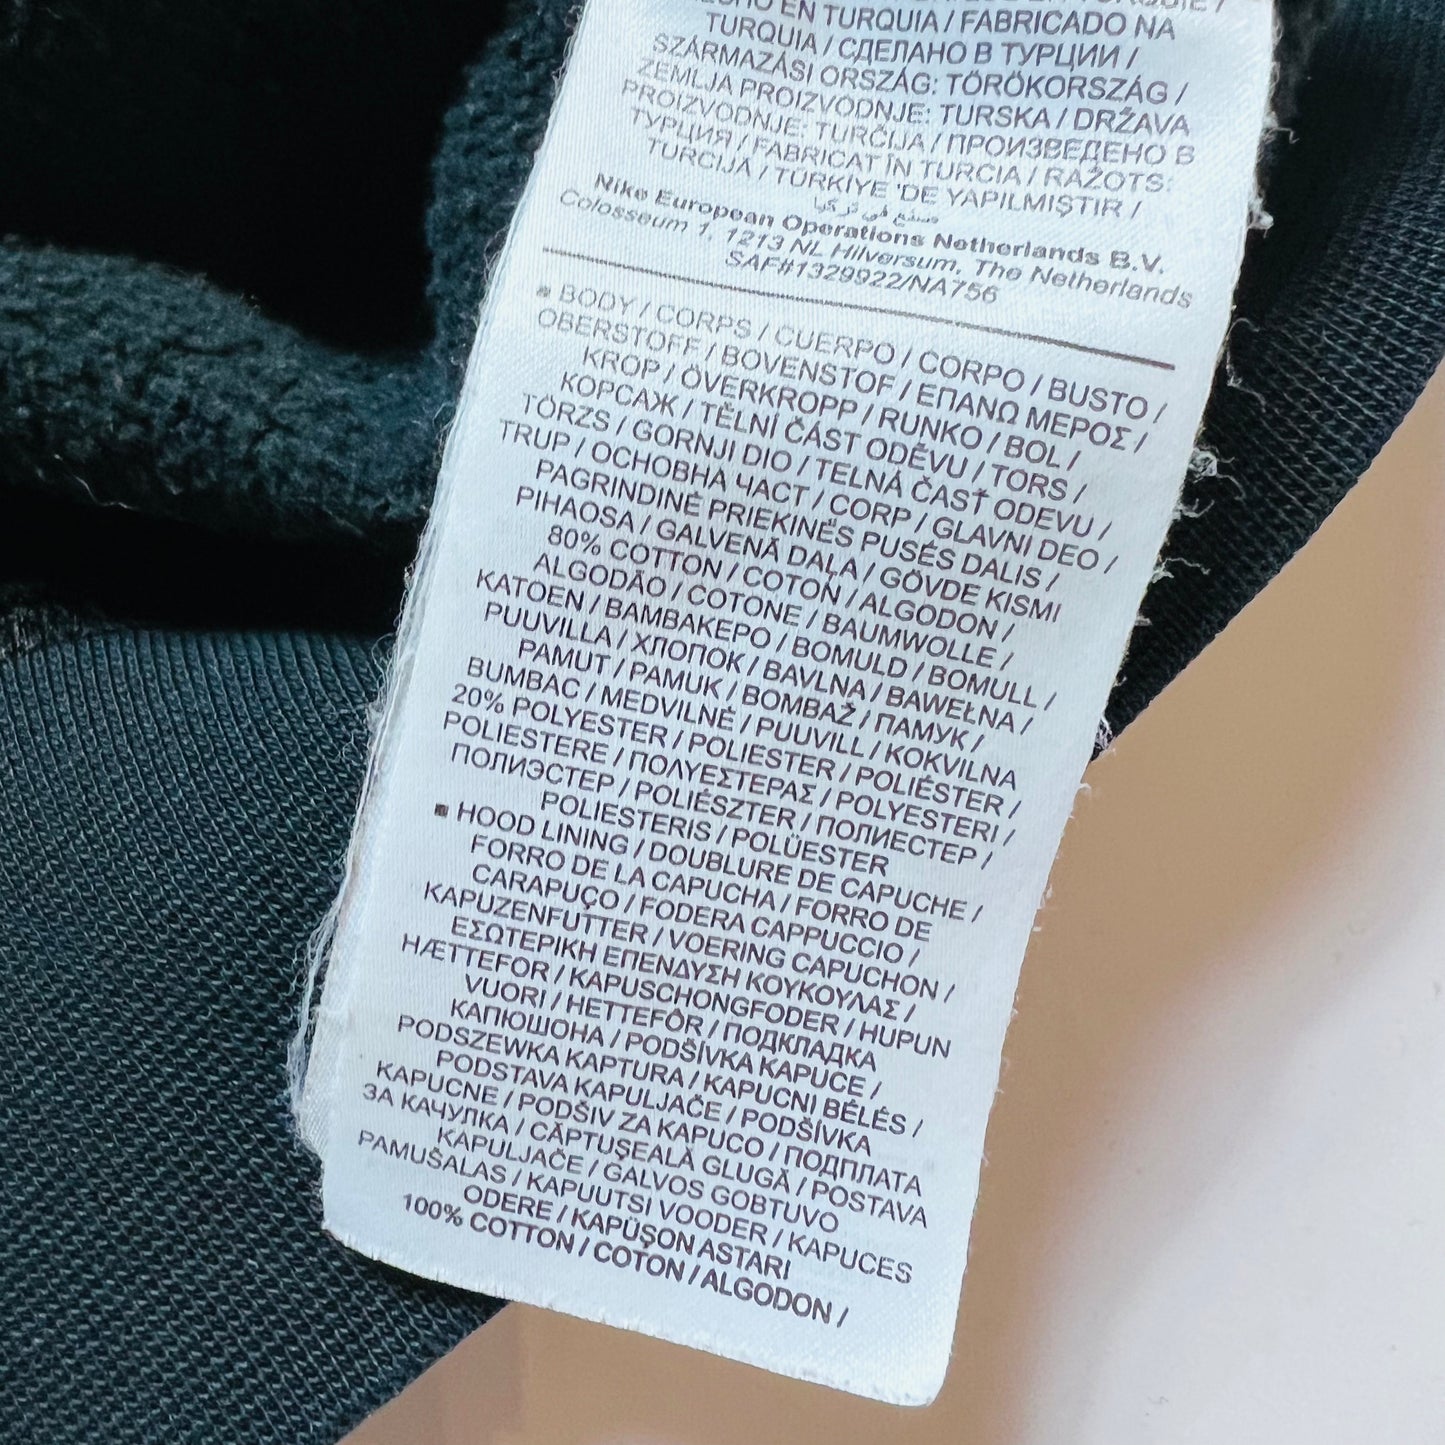 EN TURQUIA / FABRICADO NA
TURQUIA / СДЕЛАНО В ТУРЦИИ /
SZÁRMAZÁSI ORSZÁG: TÖRÖKORSZÁG /
ZEMLJA PROIZVODNJE: TURSKA / DRŽAVA
PROIZVODNJE: TURČIJA / ПРОИЗВЕДЕНО В
ТУРЦИЯ / FABRICAT ÎN TURCIA / RAŽOTS:
TURCIJĀ / TÜRKİYE 'DE YAPILMIŞTIR /
صنع في تركيا
Nike European Operations Netherlands B.V.
Colosseum 1, 1213 NL Hilversum, The Netherlands
SAF#1329922/NA756
■ BODY / CORPS / CUERPO / CORPO / BUSTO /
OBERSTOFF / BOVENSTOF / ΕΠΑΝΩ ΜΕΡΟΣ /
KROP / ÖVERKROPP / RUNKO / BOL /
КОРСАЖ / TĚLNÍ ČÁST ODĚVU / TORS /
TÖRZS / GORNJI DIO / TELNÁ ČASŤ ODEVU /
TRUP / ОСНОВНА ЧАСТ / CORP / GLAVNI DEO /
PAGRINDINĖ PRIEKINĖS PUSĖS DALIS /
PIHAOSA / GALVENĀ DAĻA / GÖVDE KISMI
80% COTTON / COTON / ALGODON /
ALGODÃO / COTONE / BAUMWOLLE /
KATOEN / ΒΑΜΒΑΚΕΡΟ / BOMULD / BOMULL /
PUUVILLA / ХЛОПОК / BAVLNA / BAWEŁNA /
PAMUT / PAMUK / BOMBAŽ / ПАМУК /
BUMBAC / MEDVILNĖ / PUUVILL / KOKVILNA
20% POLYESTER / POLIESTER / POLIÉSTER /
POLIESTERE / ΠΟΛΥΕΣΤΕΡΑΣ / POLYESTERI /
ПОЛИЭСТЕР / POLIÉSZTER / ПОЛИЕСТЕР /
POLIESTERIS / POLÜESTER
■ HOOD LINING / DOUBLURE DE CAPUCHE /
FORRO DE LA CAPUCHA / FORRO DE
CARAPUÇO / FODERA CAPPUCCIO /
KAPUZENFUTTER / VOERING CAPUCHON /
ΕΣΩΤΕΡΙΚΗ ΕΠΕΝΔΥΣΗ ΚΟΥΚΟΥΛΑΣ /
HÆTTEFOR / KAPUSCHONGFODER / HUPUN
VUORI / HETTEFÔR / ПОДКЛАДКА
КАПЮШОНА / PODŠÍVKA KAPUCE /
PODSZEWKA KAPTURA / KAPUCNI BÉLÉS /
PODSTAVA KAPULJAČE / PODŠÍVKA
KAPUCNE / PODŠIV ZA KAPUCO / ПОДПЛАТА
ЗА КАЧУЛКА / CĂPTUŞEALĂ GLUGĂ / POSTAVA
KAPULJAČE / GALVOS GOBTUVO
PAMUŠALAS / KAPUUTSI VOODER / KAPUCES
ODERE / KAPÜŞON ASTARI
100% COTTON / COTON / ALGODON /